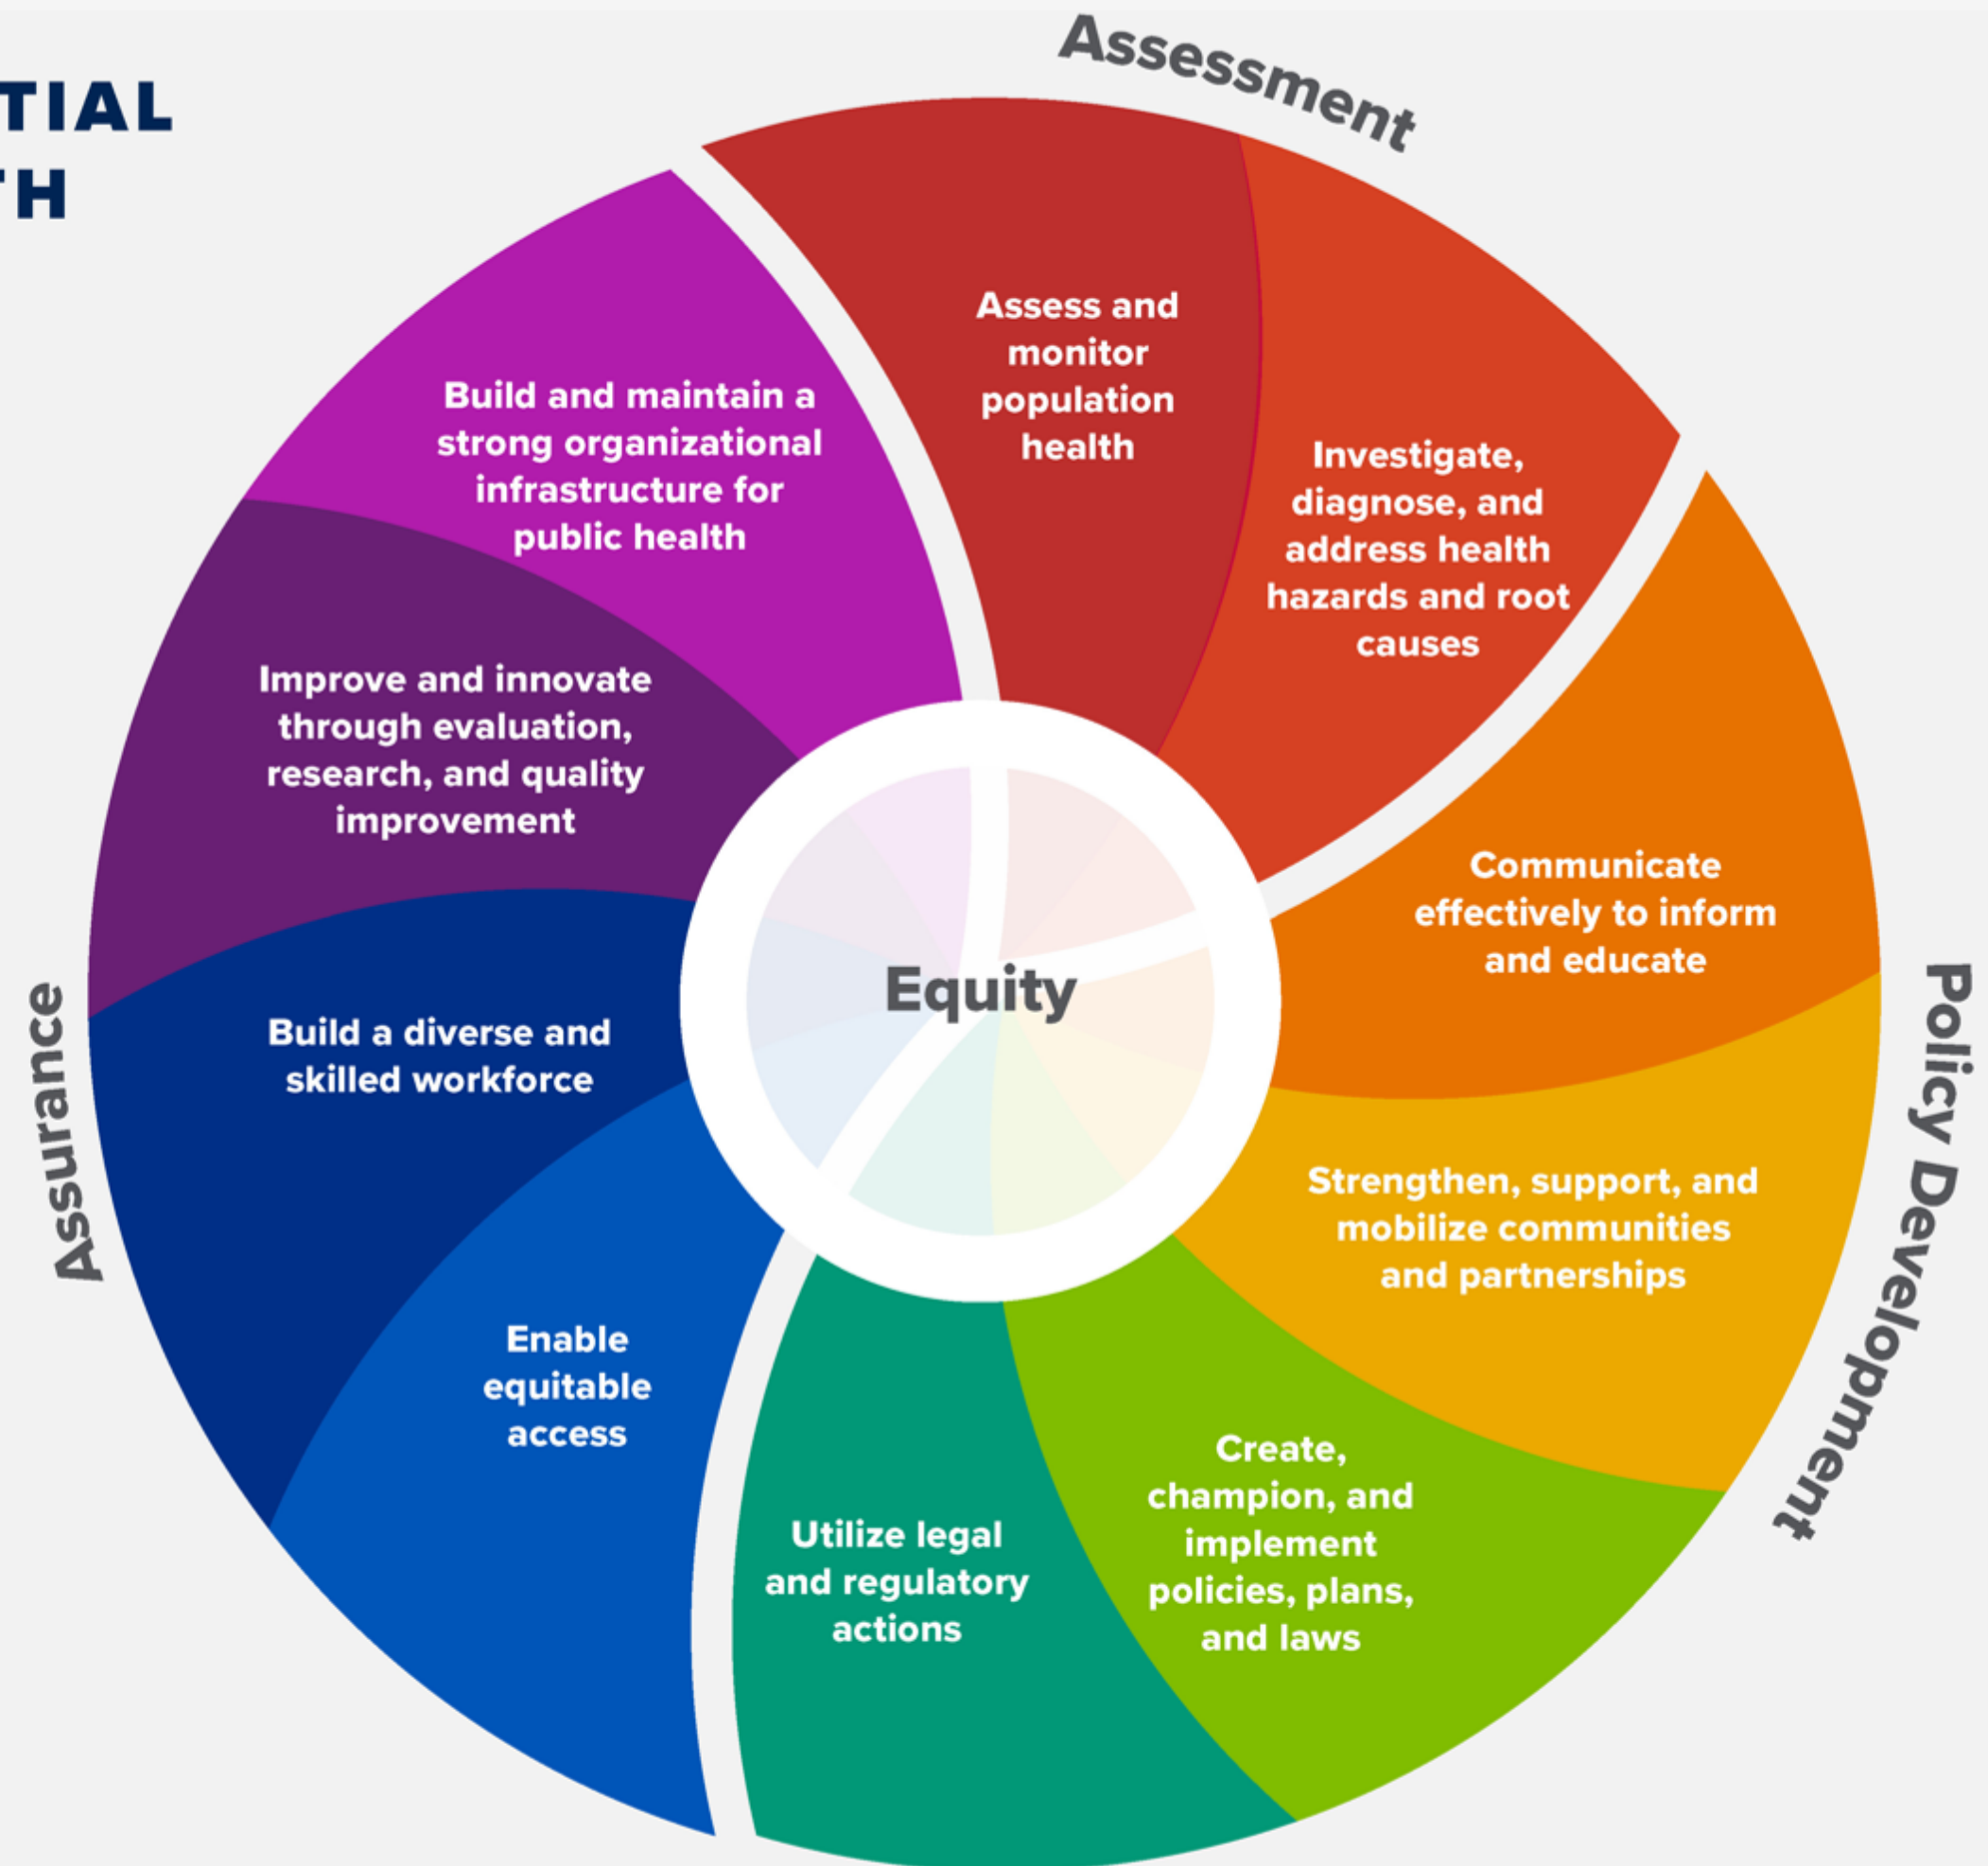 TIAL
TH
Assessment
Assess and
monitor
population
health
Investigate,
diagnose, and
address health
hazards and root
causes
Policy Development
Communicate
effectively to inform
and educate
Strengthen, support, and
mobilize communities
and partnerships
Create,
champion, and
implement
policies, plans,
and laws
Utilize legal
and regulatory
actions
Assurance
Enable
equitable
access
Build a diverse and
skilled workforce
Improve and innovate
through evaluation,
research, and quality
improvement
Build and maintain a
strong organizational
infrastructure for
public health
Equity